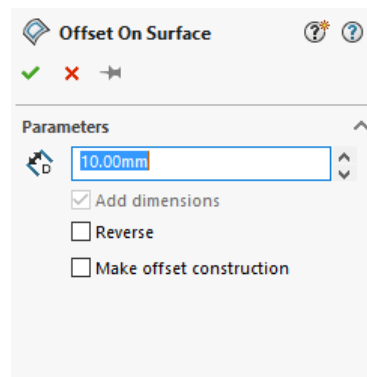 Offset On Surface
Parameters
D
10.00mm
Add dimensions
Reverse
Make offset construction